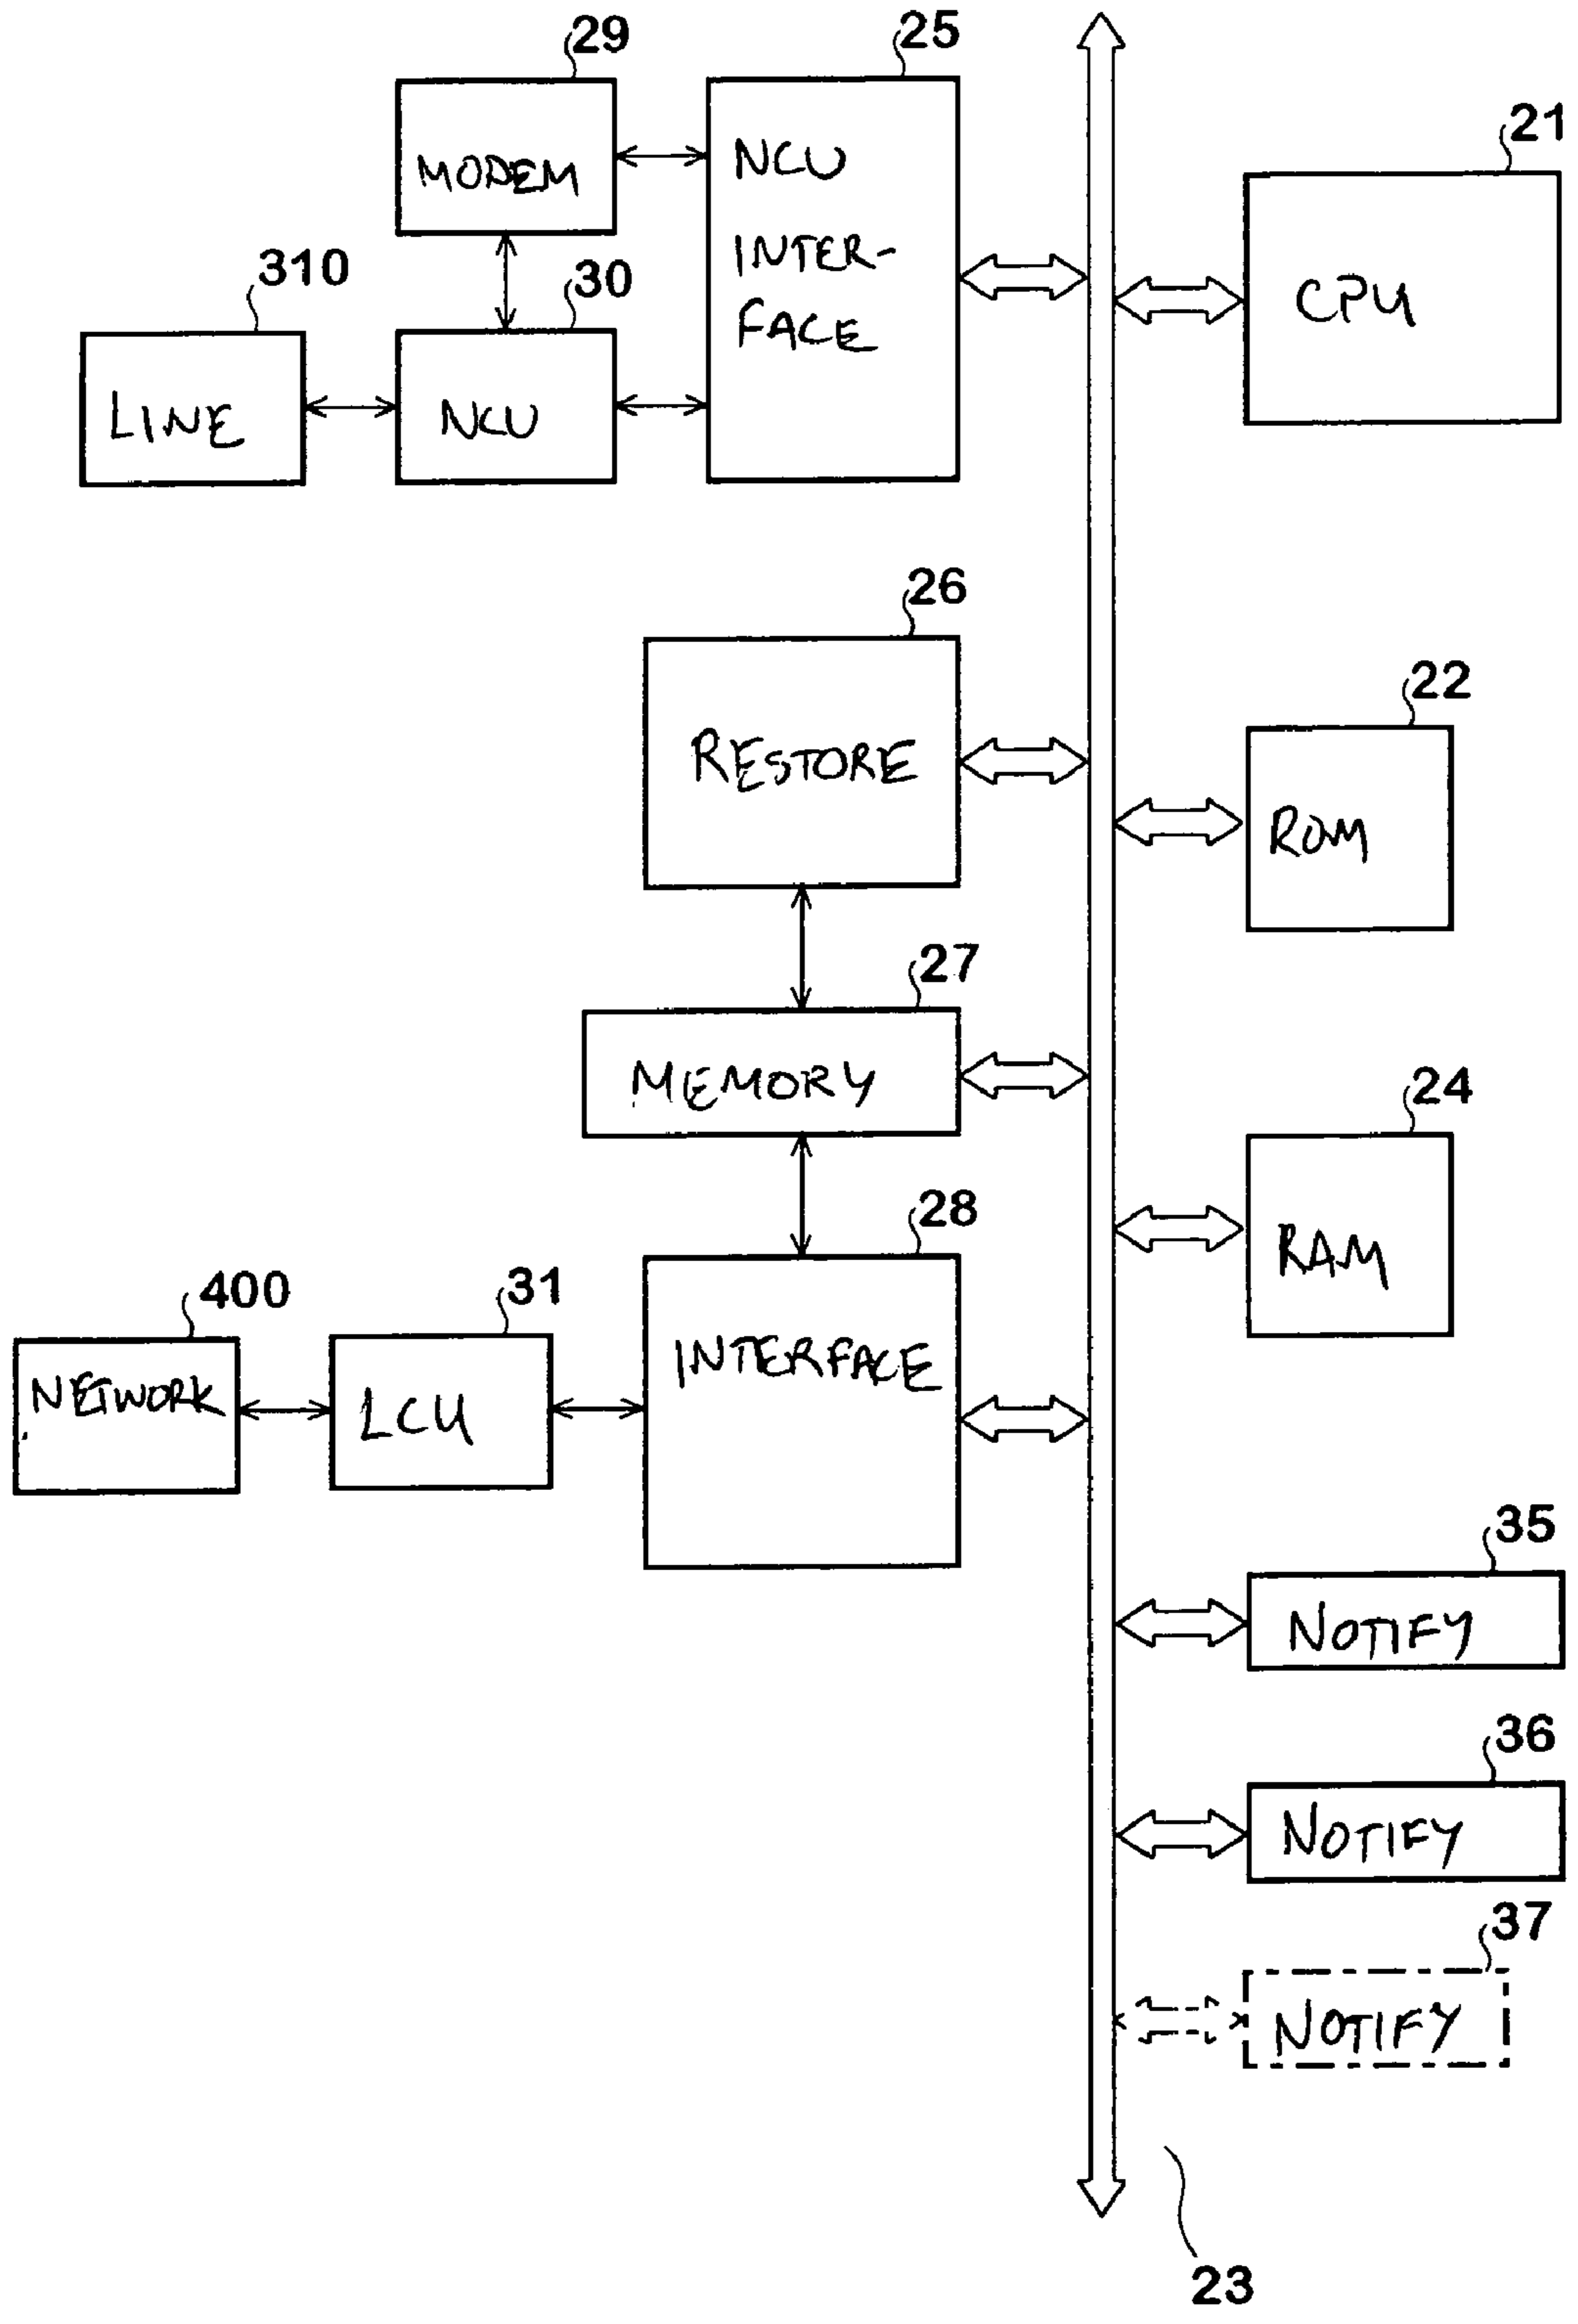 29
MODEM
25
NCU
INTER-
FACE
21
CPU
310
LINE
30
NCU
26
RESTORE
22
ROM
27
MEMORY
24
RAM
28
INTERFACE
400
NETWORK
31
LCU
35
NOTIFY
36
NOTIFY
37
NOTIFY
23